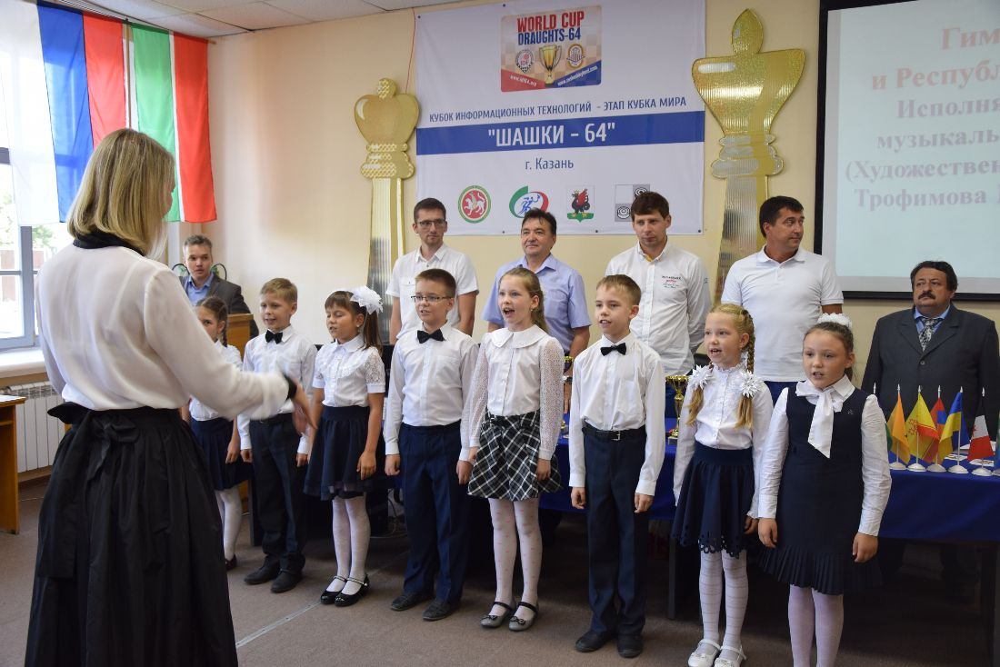 WORLD CUP
DRAUGHTS-64
IDF
КУБОК ИНФОРМАЦИОННЫХ ТЕХНОЛОГИЙ - ЭТАП КУБКА МИРА
"ШАШКИ - 64"
г. Казань
Гим
и Республ
Исполня
музыкаль
(Художествен
Трофимова